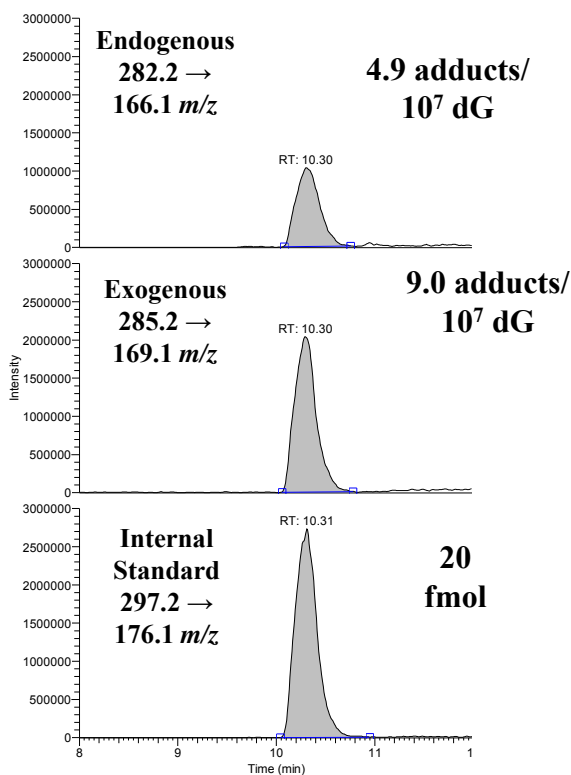 3000000
2500000
2000000
1500000
1000000
500000
0
Endogenous
282.2 →
166.1 m/z
4.9 adducts/
10⁷ dG
RT: 10.30
3000000
2500000
2000000
1500000
1000000
500000
0
Intensity
Exogenous
285.2 →
169.1 m/z
9.0 adducts/
10⁷ dG
RT: 10.30
3000000
2500000
2000000
1500000
1000000
500000
0
Internal
Standard
297.2 →
176.1 m/z
20
fmol
RT: 10.31
8 9 10 11 1
Time (min)